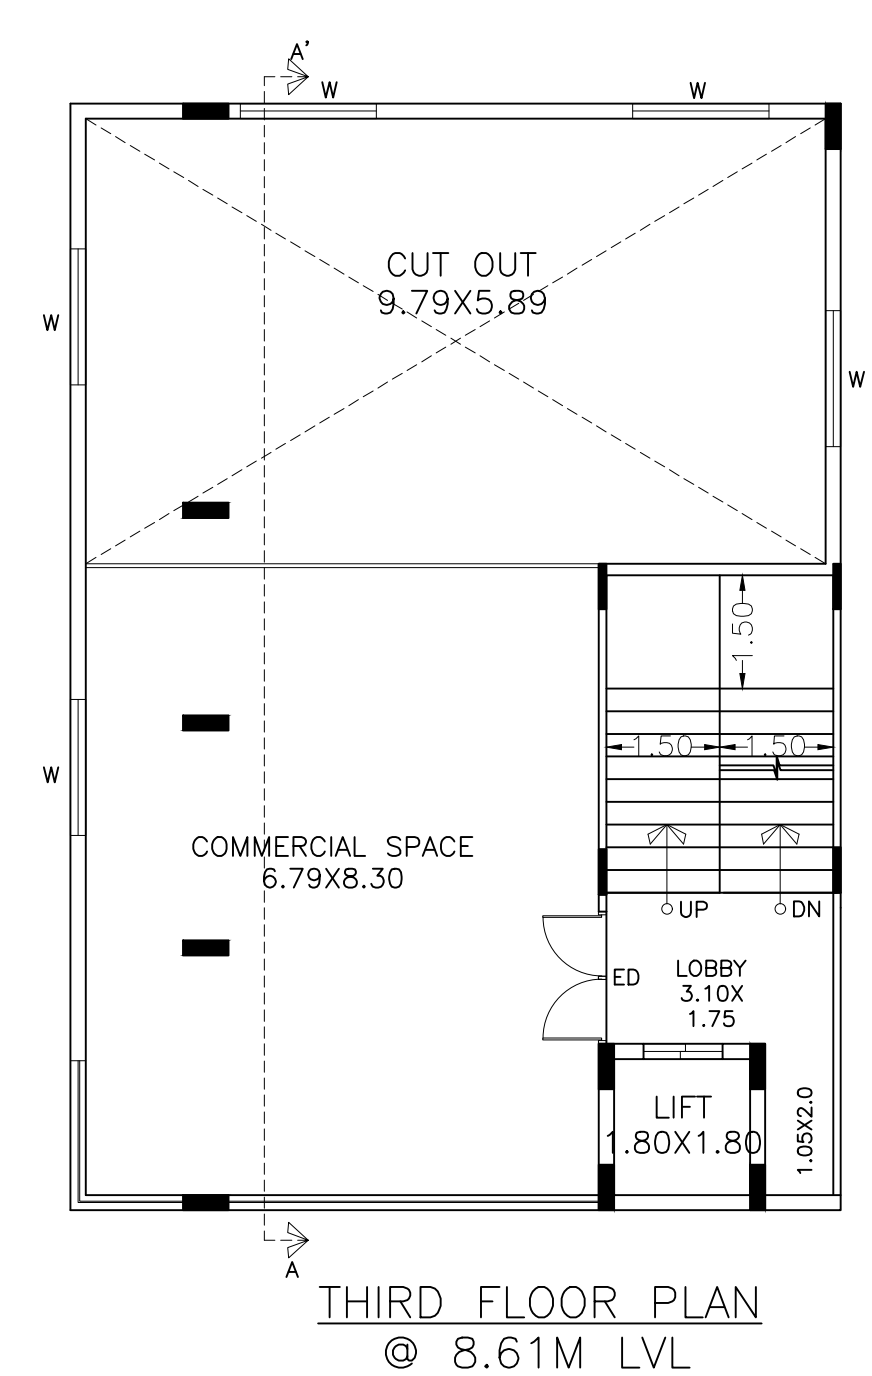 A'
W
W
CUT OUT
9.79X5.89
W
W
1.50
1.50
1.50
W
COMMERCIAL SPACE
6.79X8.30
UP
DN
ED
LOBBY
3.10X
1.75
LIFT
1.80X1.80
1.05X2.0
A
THIRD FLOOR PLAN
@ 8.61M LVL